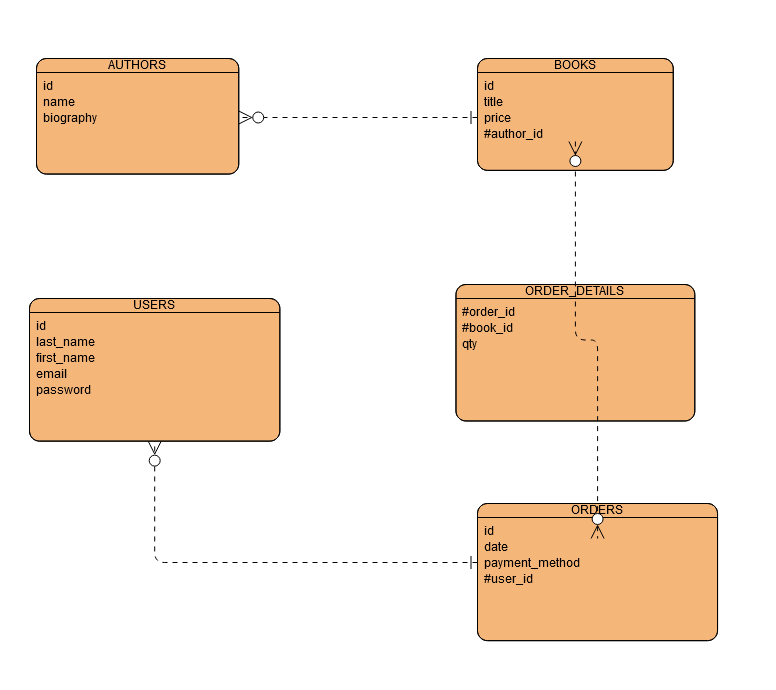 AUTHORS
id
name
biography
BOOKS
id
title
price
#author_id
USERS
id
last_name
first_name
email
password
ORDER_DETAILS
#order_id
#book_id
qty
ORDERS
id
date
payment_method
#user_id